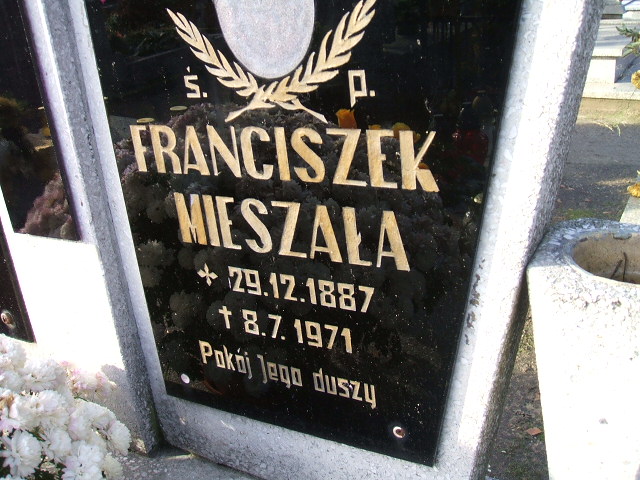 Ś. P.
FRANCISZEK
MIESZAŁA
* 29.12.1887
† 8.7.1971
Pokój Jego duszy